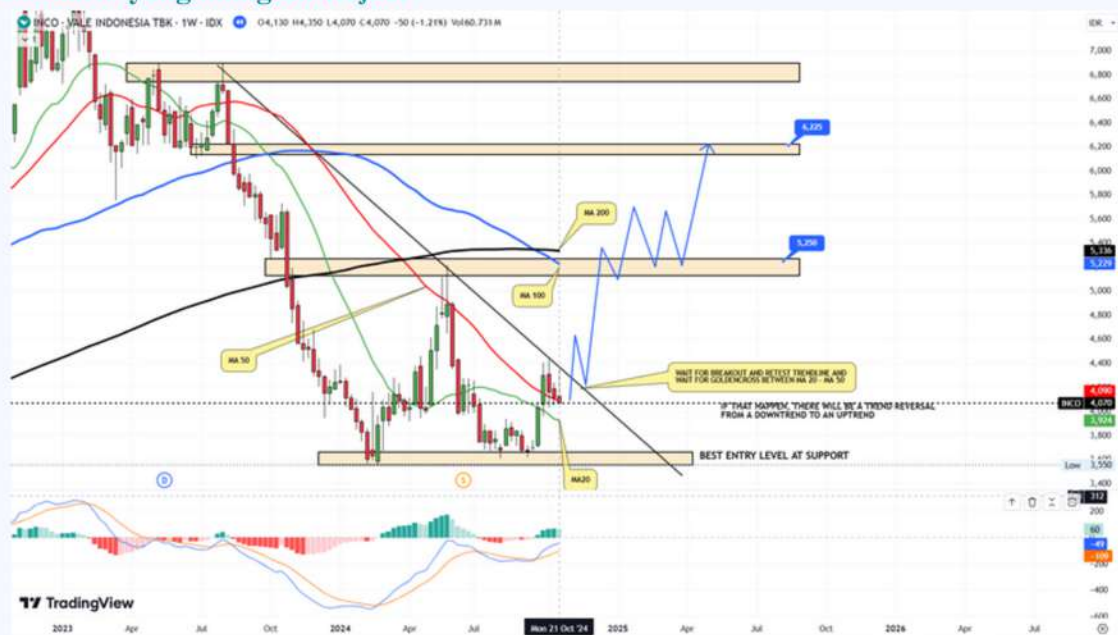 INCO · VALE INDONESIA TBK · 1W · IDX O4,130 H4,350 L4,070 C4,070 -50 (-1.21%) Vol60.731M
IDR
7,000
6,800
6,600
6,400
6,225
6,200
6,000
5,800
MA 200
5,600
5,400
5,250
5,336
5,229
MA 100
5,000
4,800
MA 50
4,400
WAIT FOR BREAKOUT AND RETEST TRENDLINE AND
WAIT FOR GOLDENCROSS BETWEEN MA 20 - MA 50
4,090
INCO 4,070
IF THAT HAPPEN, THERE WILL BE A TREND REVERSAL
FROM A DOWNTREND TO AN UPTREND
3,924
3,800
BEST ENTRY LEVEL AT SUPPORT
Low 3,550
MA20
D
S
3,400
312
200
60
-49
-109
-200
-400
-600
TradingView
2023 Apr Jul Oct 2024 Apr Jul Mon 21 Oct '24 2025 Apr Jul Oct 2026 Apr Jul